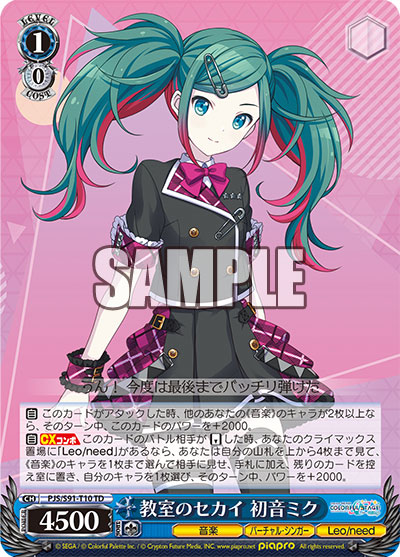 LEVEL
1
0
COST
SAMPLE
うん！ 今度は最後までバッチリ弾けた
自 このカードがアタックした時、他のあなたの《音楽》のキャラが2枚以上な
ら、そのターン中、このカードのパワーを+2000。
自 CXコンボ このカードのバトル相手が【リバース】した時、あなたのクライマックス
置場に「Leo/need」があるなら、あなたは自分の山札を上から4枚まで見て、
《音楽》のキャラを1枚まで選んで相手に見せ、手札に加え、残りのカードを控
え室に置き、そのターン中、このカードのパワーを+2000。
CH PJS/S91-T10 TD
POWER
4500
教室のセカイ 初音ミク
COLORFUL STAGE!
音楽
バーチャル・シンガー
Leo/need
© SEGA / © Colorful Palette Inc. / © Crypton Future Media, INC. www.piapro.net piapro